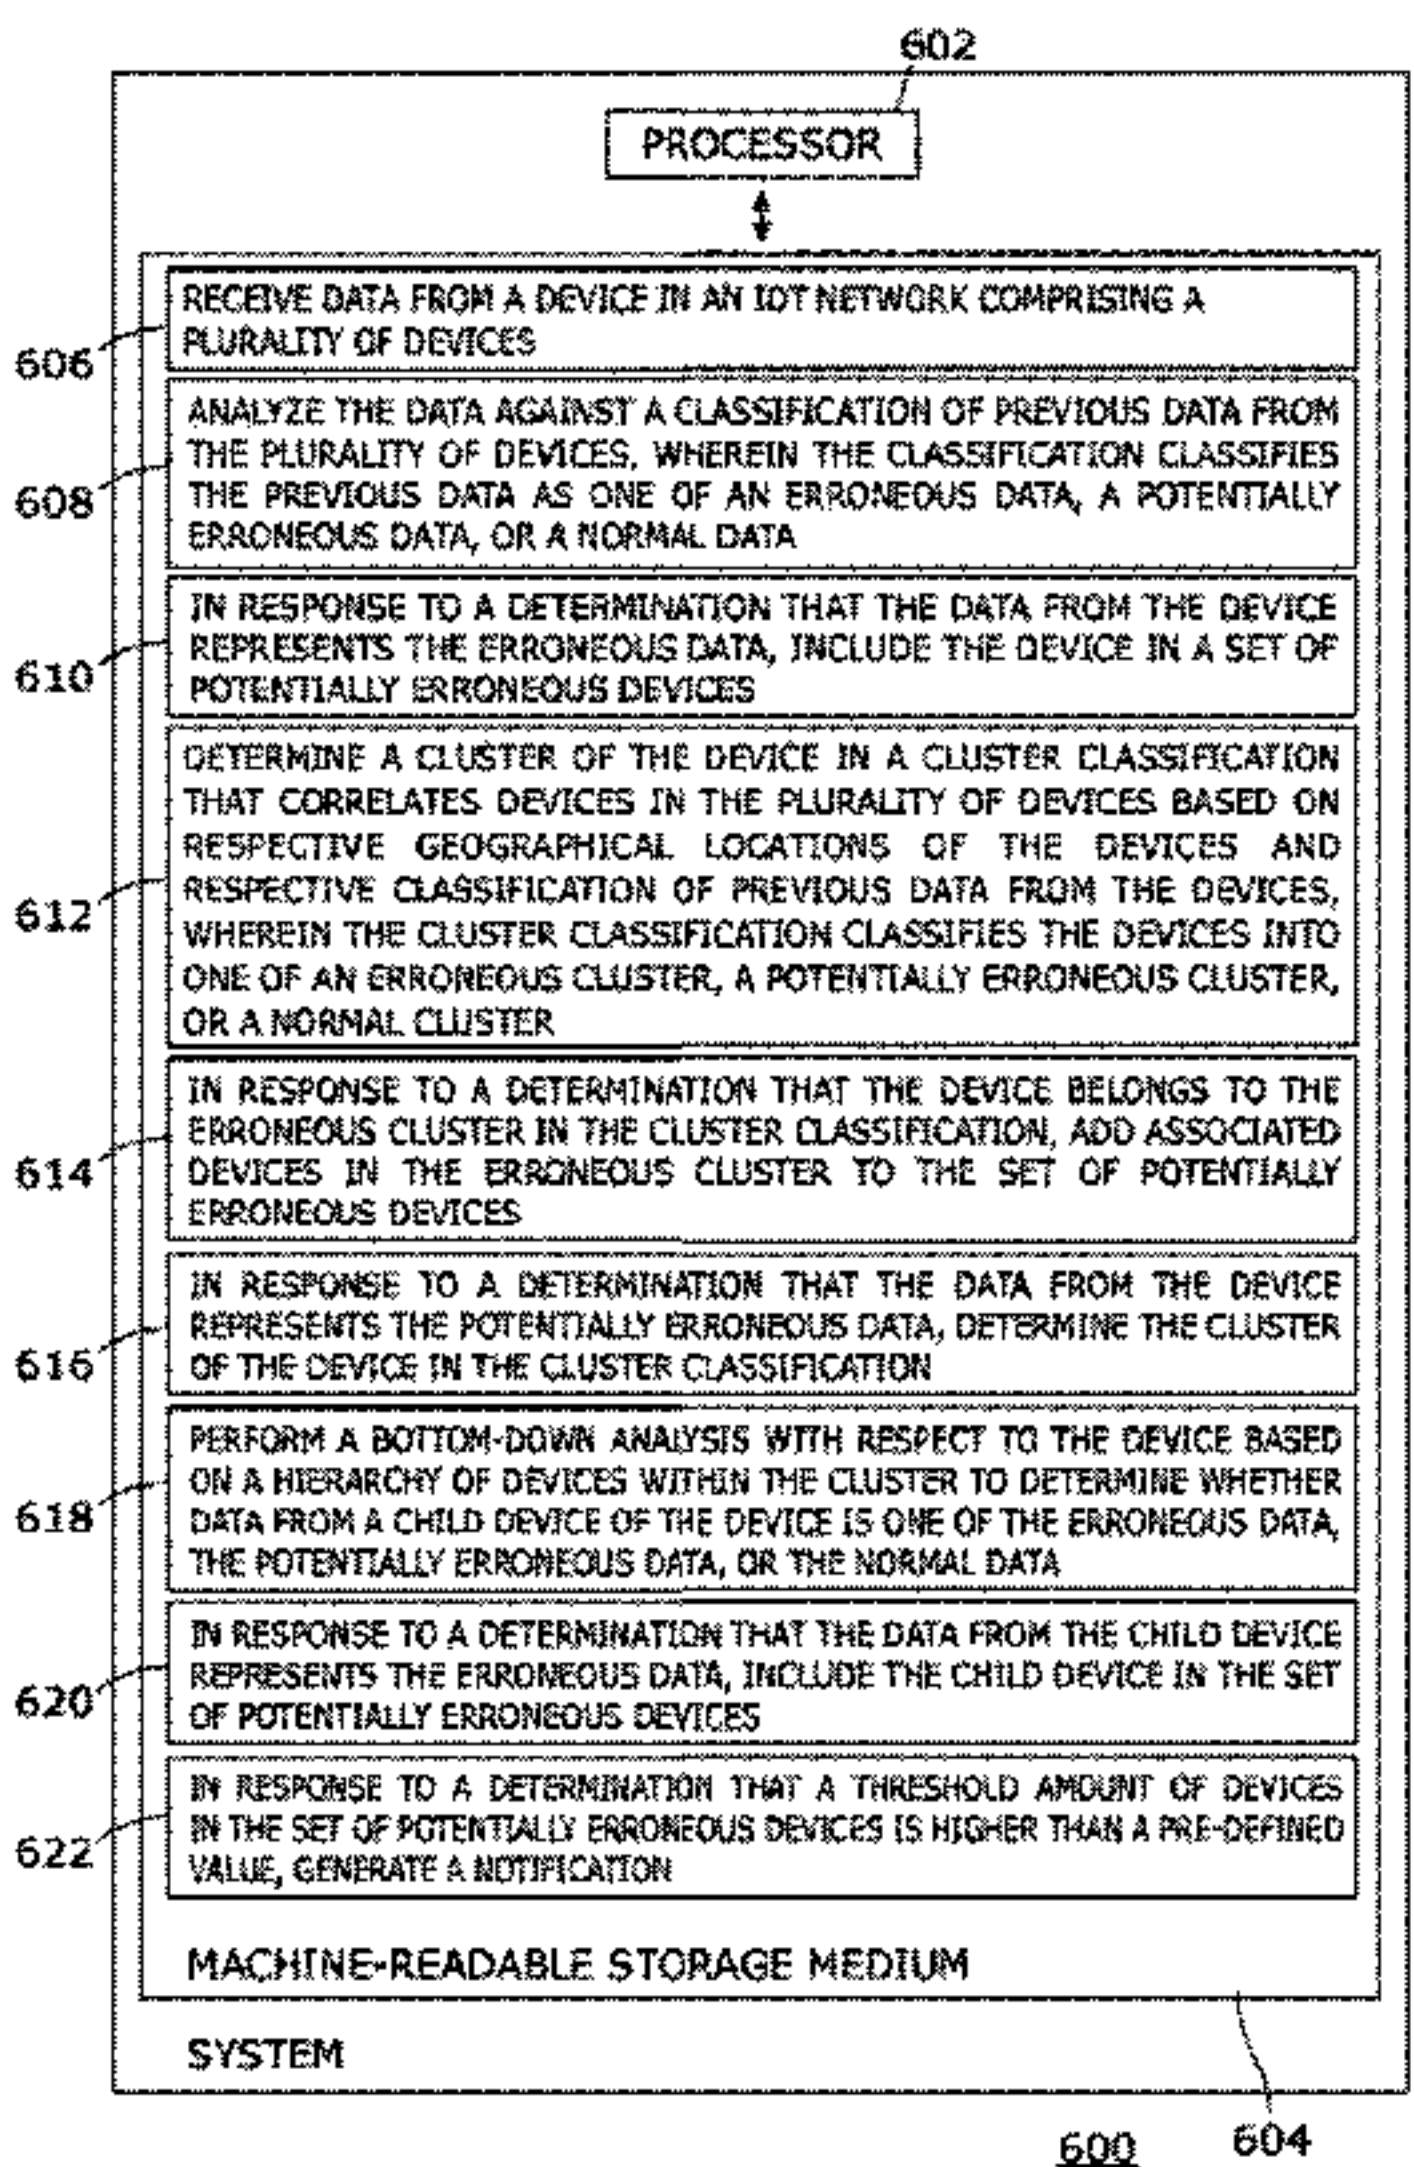 602
PROCESSOR
RECEIVE DATA FROM A DEVICE IN AN IOT NETWORK COMPRISING A
PLURALITY OF DEVICES
606
ANALYZE THE DATA AGAINST A CLASSIFICATION OF PREVIOUS DATA FROM
THE PLURALITY OF DEVICES, WHEREIN THE CLASSIFICATION CLASSIFIES
THE PREVIOUS DATA AS ONE OF AN ERRONEOUS DATA, A POTENTIALLY
ERRONEOUS DATA, OR A NORMAL DATA
608
IN RESPONSE TO A DETERMINATION THAT THE DATA FROM THE DEVICE
REPRESENTS THE ERRONEOUS DATA, INCLUDE THE DEVICE IN A SET OF
POTENTIALLY ERRONEOUS DEVICES
610
DETERMINE A CLUSTER OF THE DEVICE IN A CLUSTER CLASSIFICATION
THAT CORRELATES DEVICES IN THE PLURALITY OF DEVICES BASED ON
RESPECTIVE GEOGRAPHICAL LOCATIONS OF THE DEVICES AND
RESPECTIVE CLASSIFICATION OF PREVIOUS DATA FROM THE DEVICES,
WHEREIN THE CLUSTER CLASSIFICATION CLASSIFIES THE DEVICES INTO
ONE OF AN ERRONEOUS CLUSTER, A POTENTIALLY ERRONEOUS CLUSTER,
OR A NORMAL CLUSTER
612
IN RESPONSE TO A DETERMINATION THAT THE DEVICE BELONGS TO THE
ERRONEOUS CLUSTER IN THE CLUSTER CLASSIFICATION, ADD ASSOCIATED
DEVICES IN THE ERRONEOUS CLUSTER TO THE SET OF POTENTIALLY
ERRONEOUS DEVICES
614
IN RESPONSE TO A DETERMINATION THAT THE DATA FROM THE DEVICE
REPRESENTS THE POTENTIALLY ERRONEOUS DATA, DETERMINE THE CLUSTER
OF THE DEVICE IN THE CLUSTER CLASSIFICATION
616
PERFORM A BOTTOM-DOWN ANALYSIS WITH RESPECT TO THE DEVICE BASED
ON A HIERARCHY OF DEVICES WITHIN THE CLUSTER TO DETERMINE WHETHER
DATA FROM A CHILD DEVICE OF THE DEVICE IS ONE OF THE ERRONEOUS DATA,
THE POTENTIALLY ERRONEOUS DATA, OR THE NORMAL DATA
618
IN RESPONSE TO A DETERMINATION THAT THE DATA FROM THE CHILD DEVICE
REPRESENTS THE ERRONEOUS DATA, INCLUDE THE CHILD DEVICE IN THE SET
OF POTENTIALLY ERRONEOUS DEVICES
620
IN RESPONSE TO A DETERMINATION THAT A THRESHOLD AMOUNT OF DEVICES
IN THE SET OF POTENTIALLY ERRONEOUS DEVICES IS HIGHER THAN A PRE-DEFINED
VALUE, GENERATE A NOTIFICATION
622
MACHINE-READABLE STORAGE MEDIUM
SYSTEM
600
604